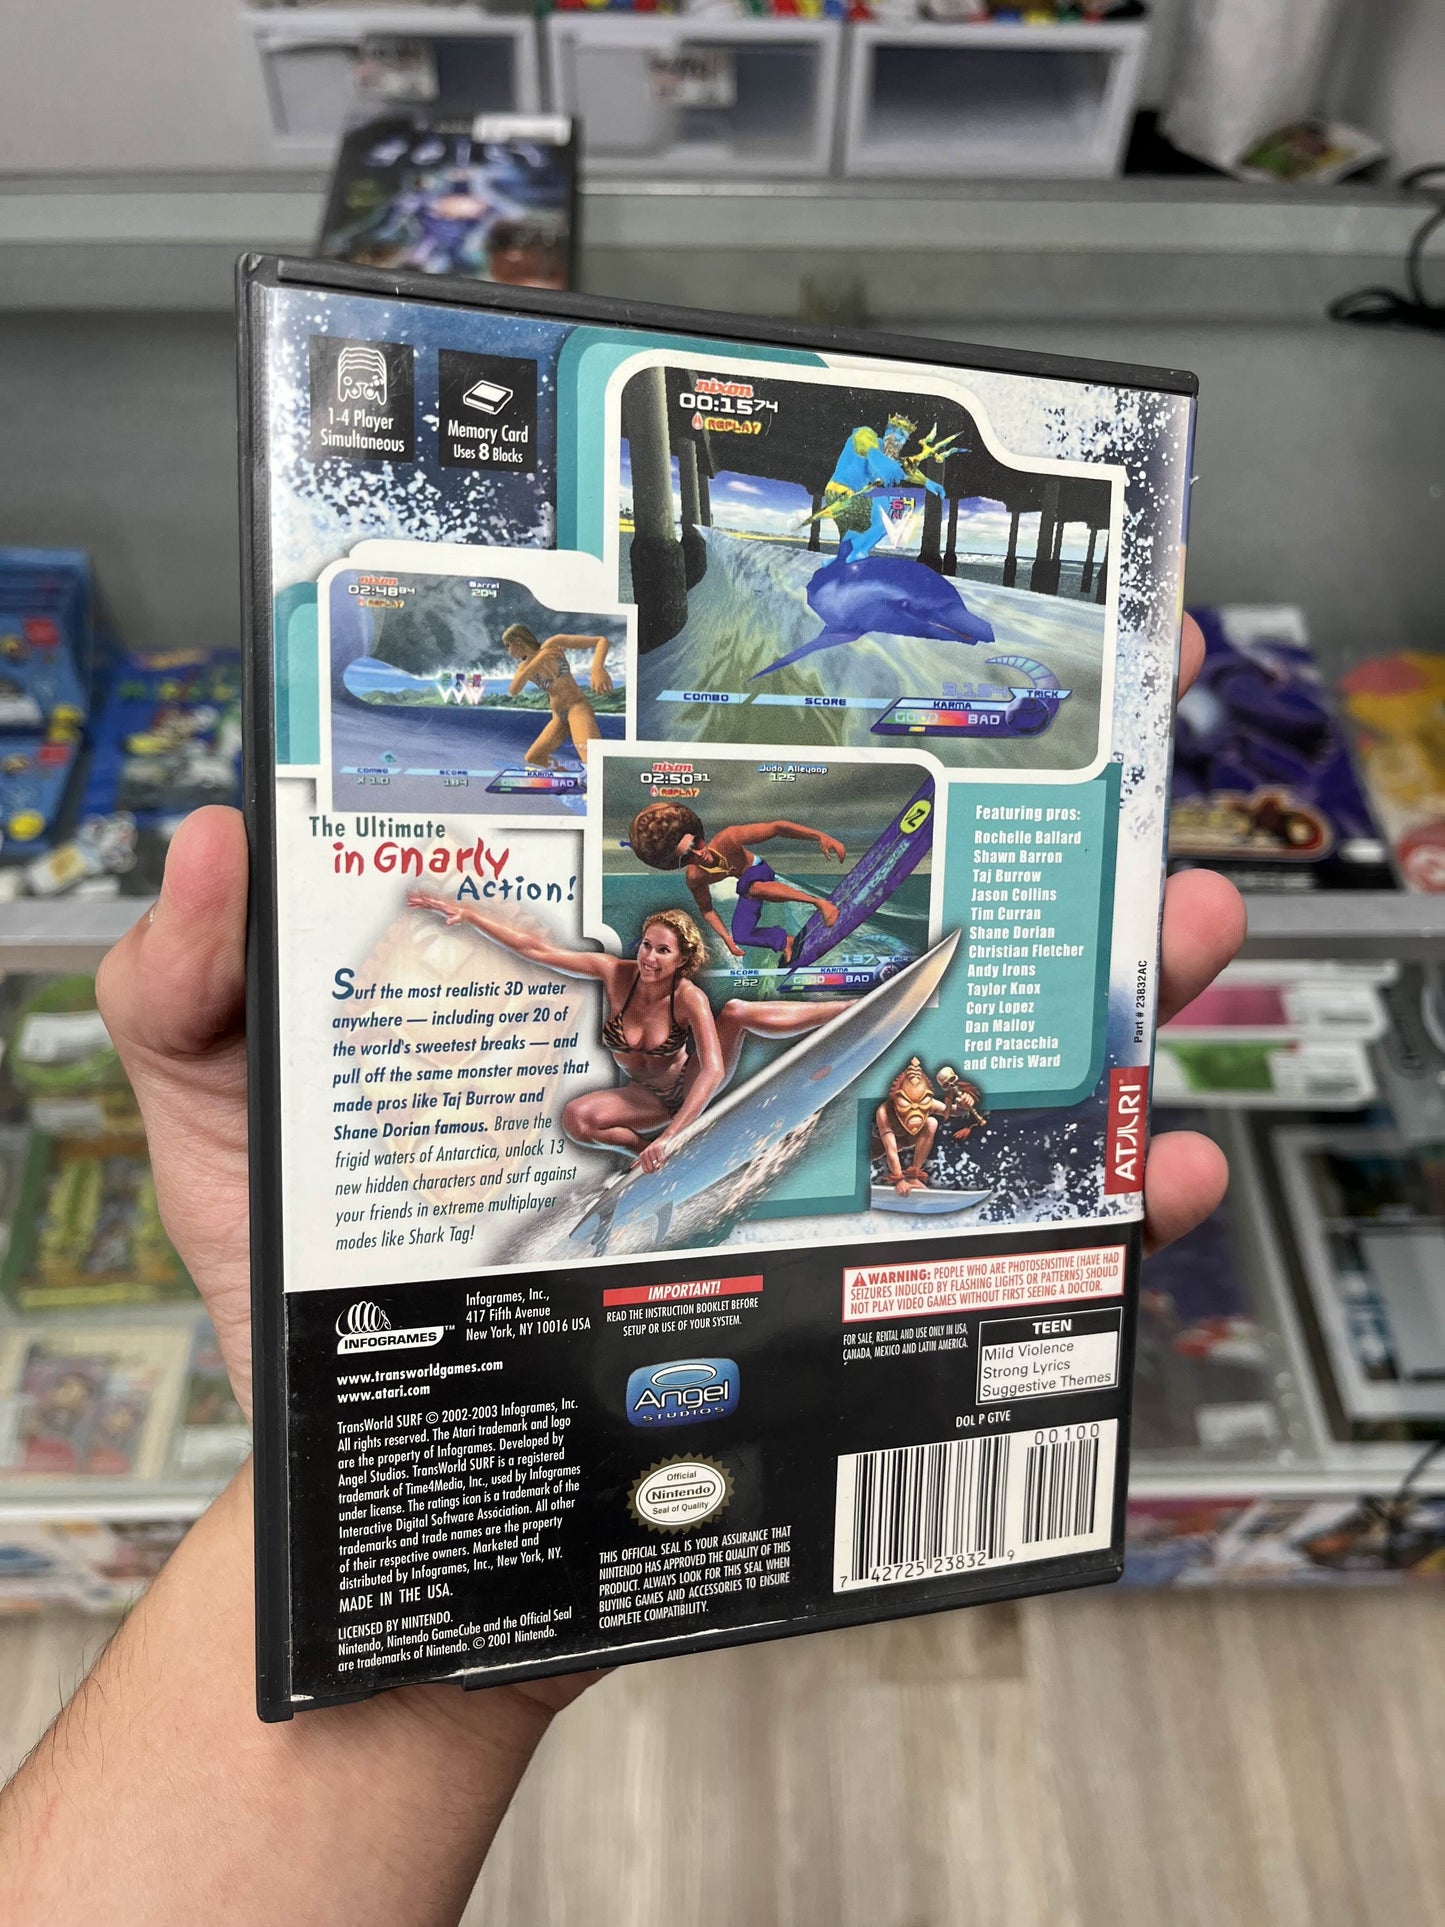 1-4 Player
Simultaneous
Memory Card
Uses 8 Blocks
nixon
00:15 74
REPLAY
COMBO
SCORE
9,154
TRICK
KARMA
GOOD
BAD
nixon
02:48 84
REPLAY
Barrel
204
COMBO
X 1.0
SCORE
184
KARMA
GOOD
BAD
nixon
02:50 31
REPLAY
Judo Alleyoop
125
137
TRICK
SCORE
262
KARMA
GOOD
BAD
The Ultimate
in Gnarly
Action!
Surf the most realistic 3D water
anywhere — including over 20 of
the world's sweetest breaks — and
pull off the same monster moves that
made pros like Taj Burrow and
Shane Dorian famous. Brave the
frigid waters of Antarctica, unlock 13
new hidden characters and surf against
your friends in extreme multiplayer
modes like Shark Tag!
Featuring pros:
Rochelle Ballard
Shawn Barron
Taj Burrow
Jason Collins
Tim Curran
Shane Dorian
Christian Fletcher
Andy Irons
Taylor Knox
Cory Lopez
Dan Malloy
Fred Patacchia
and Chris Ward
Part # 23832AC
ATARI®
INFOGRAMES™
Infogrames, Inc.,
417 Fifth Avenue
New York, NY 10016 USA
www.transworldgames.com
www.atari.com
TransWorld SURF © 2002-2003 Infogrames, Inc.
All rights reserved. The Atari trademark and logo
are the property of Infogrames. Developed by
Angel Studios. TransWorld SURF is a registered
trademark of Time4Media, Inc., used by Infogrames
under license. The ratings icon is a trademark of the
Interactive Digital Software Association. All other
trademarks and trade names are the property
of their respective owners. Marketed and
distributed by Infogrames, Inc., New York, NY.
MADE IN THE USA.
LICENSED BY NINTENDO.
Nintendo, Nintendo GameCube and the Official Seal
are trademarks of Nintendo. © 2001 Nintendo.
IMPORTANT!
READ THE INSTRUCTION BOOKLET BEFORE
SETUP OR USE OF YOUR SYSTEM.
Angel
STUDIOS
Official
Nintendo
Seal of Quality
THIS OFFICIAL SEAL IS YOUR ASSURANCE THAT
NINTENDO HAS APPROVED THE QUALITY OF THIS
PRODUCT. ALWAYS LOOK FOR THIS SEAL WHEN
BUYING GAMES AND ACCESSORIES TO ENSURE
COMPLETE COMPATIBILITY.
WARNING: PEOPLE WHO ARE PHOTOSENSITIVE (HAVE HAD
SEIZURES INDUCED BY FLASHING LIGHTS OR PATTERNS) SHOULD
NOT PLAY VIDEO GAMES WITHOUT FIRST SEEING A DOCTOR.
FOR SALE, RENTAL AND USE ONLY IN USA,
CANADA, MEXICO AND LATIN AMERICA.
TEEN
Mild Violence
Strong Lyrics
Suggestive Themes
DOL P GTVE
00100
7 42725 23832 9